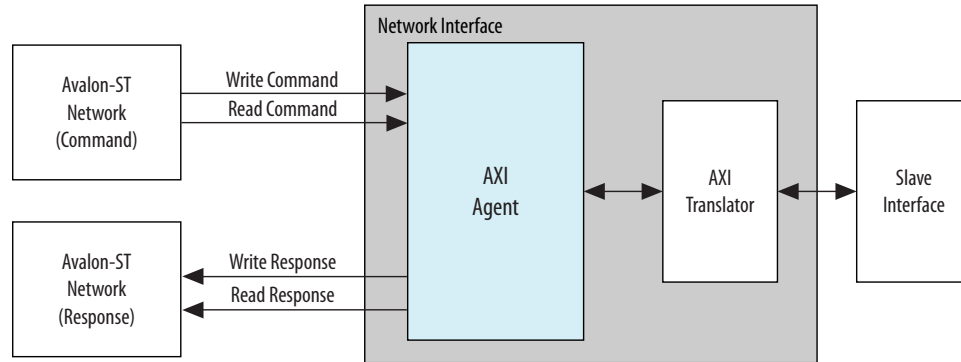 Network Interface
Avalon-ST
Network
(Command)
Write Command
Read Command
AXI
Agent
AXI
Translator
Slave
Interface
Avalon-ST
Network
(Response)
Write Response
Read Response